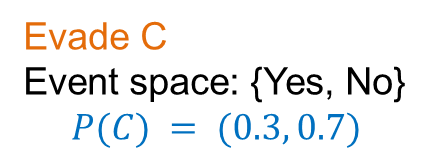 Evade C
Event space: {Yes, No}
P(C) = (0.3, 0.7)